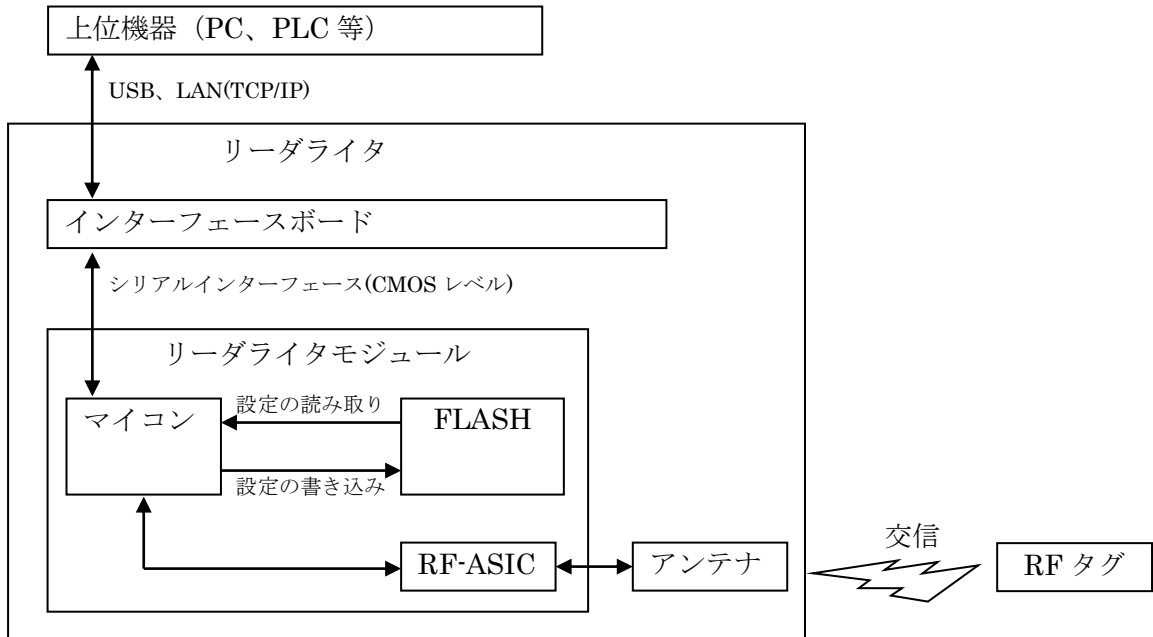 上位機器（PC、PLC 等）
USB、LAN(TCP/IP)
リーダライタ
インターフェースボード
シリアルインターフェース(CMOS レベル)
リーダライタモジュール
マイコン
設定の読み取り
FLASH
設定の書き込み
RF-ASIC
アンテナ
交信
RF タグ